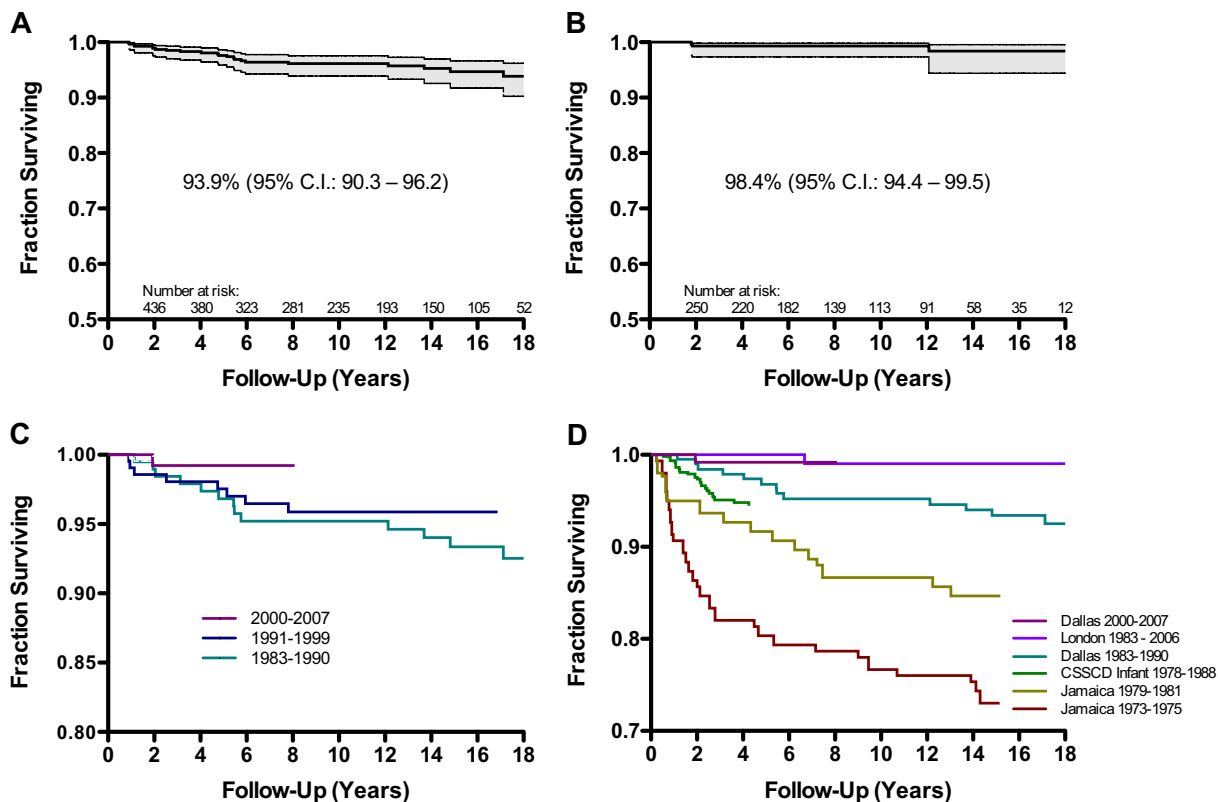 A
Fraction Surviving
1.0
0.9
0.8
0.7
0.6
0.5
93.9% (95% C.I.: 90.3 – 96.2)
Number at risk:
436 380 323 281 235 193 150 105 52
0 2 4 6 8 10 12 14 16 18
Follow-Up (Years)
B
Fraction Surviving
1.0
0.9
0.8
0.7
0.6
0.5
98.4% (95% C.I.: 94.4 – 99.5)
Number at risk:
250 220 182 139 113 91 58 35 12
0 2 4 6 8 10 12 14 16 18
Follow-Up (Years)
C
Fraction Surviving
1.00
0.95
0.90
0.85
0.80
2000-2007
1991-1999
1983-1990
0 2 4 6 8 10 12 14 16 18
Follow-Up (Years)
D
Fraction Surviving
1.0
0.9
0.8
0.7
Dallas 2000-2007
London 1983 - 2006
Dallas 1983-1990
CSSCD Infant 1978-1988
Jamaica 1979-1981
Jamaica 1973-1975
0 2 4 6 8 10 12 14 16 18
Follow-Up (Years)